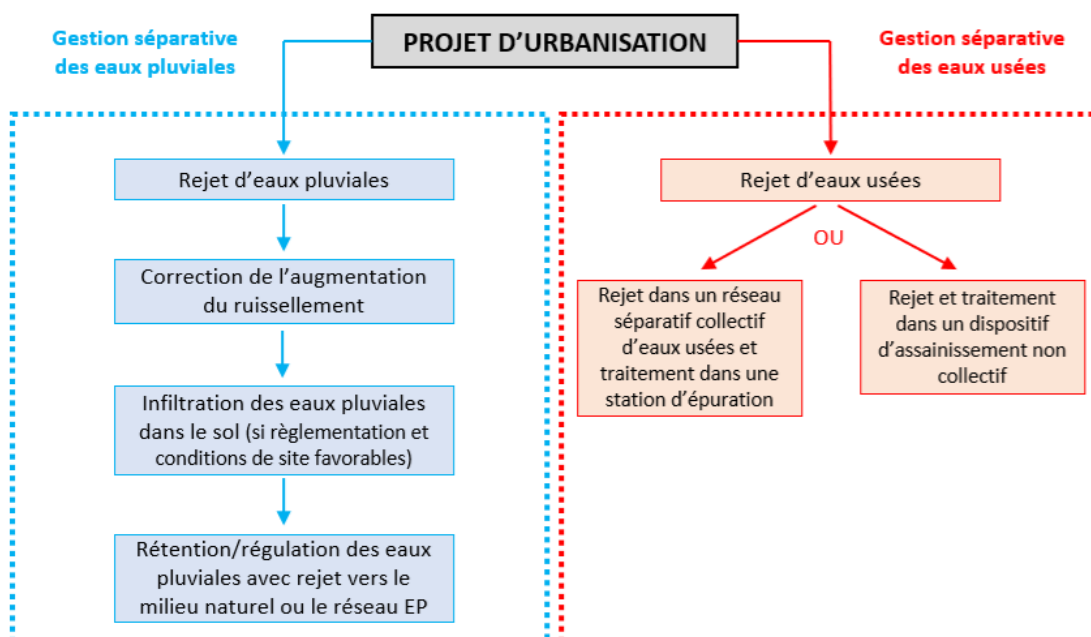 Gestion séparative
des eaux pluviales
PROJET D'URBANISATION
Gestion séparative
des eaux usées
Rejet d'eaux pluviales
Correction de l'augmentation
du ruissellement
Infiltration des eaux pluviales
dans le sol (si règlementation et
conditions de site favorables)
Rétention/régulation des eaux
pluviales avec rejet vers le
milieu naturel ou le réseau EP
Rejet d'eaux usées
OU
Rejet dans un réseau
séparatif collectif
d'eaux usées et
traitement dans une
station d'épuration
Rejet et traitement
dans un dispositif
d'assainissement non
collectif